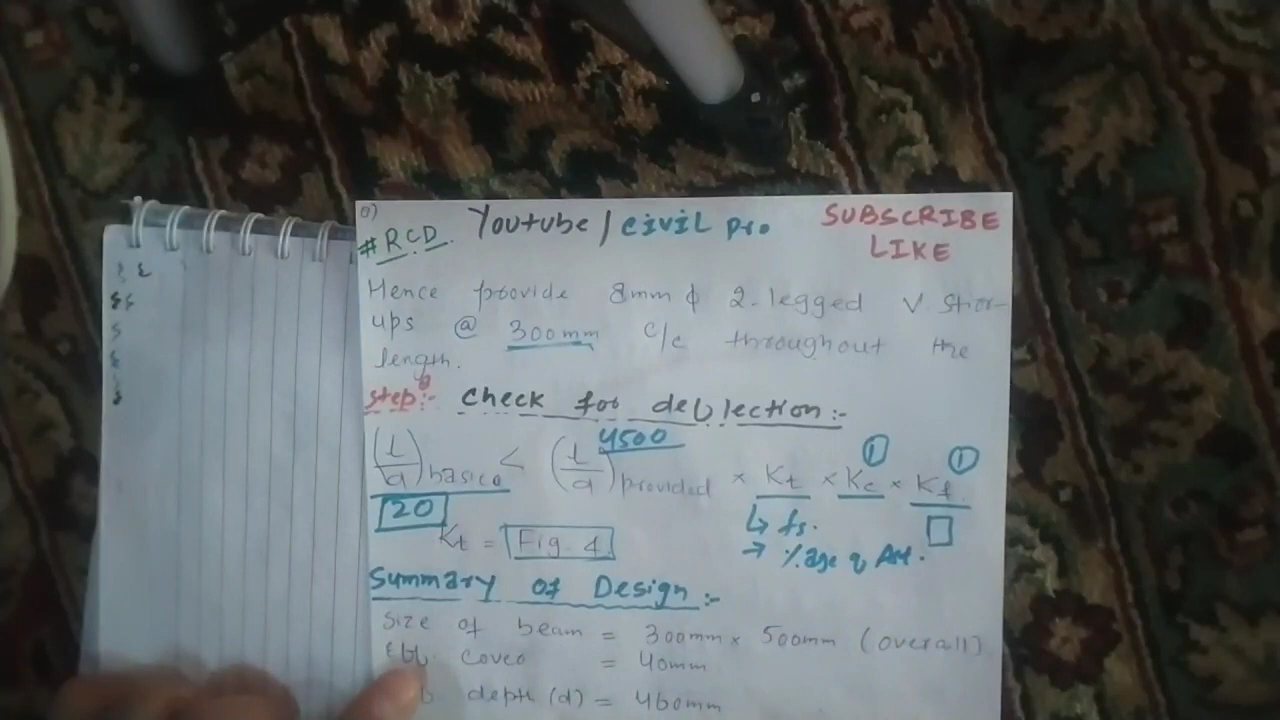 #RCD. Youtube / civil pro SUBSCRIBE
LIKE
Hence provide 8mm ϕ 2-legged V. Stirr-
ups @ 300mm c/c throughout the
length.
Step:- 8 Check for deflection:-
4500
(l/d) basic < (l/d) provided × Kt × Kc × Kf
1 1
20
↳ fs.
Kt = Fig. 4
→ %age of Ast.
Summary of Design:-
Size of beam = 300mm × 500mm (overall)
Eff. Cover = 40mm
depth (d) = 460mm